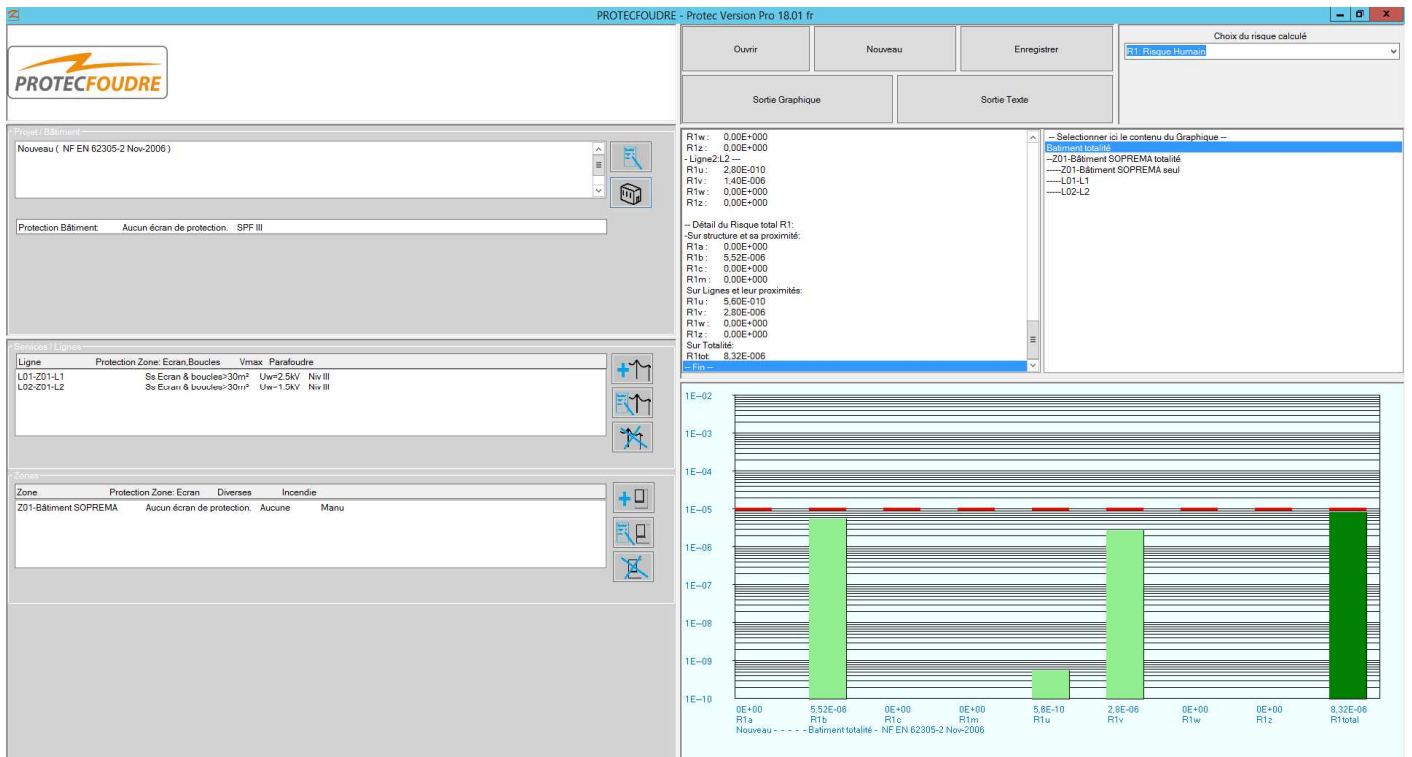 PROTECFOUDRE - Protec Version Pro 18.01 fr
PROTECFOUDRE
Ouvrir
Nouveau
Enregistrer
Sortie Graphique
Sortie Texte
Choix du risque calculé
R1: Risque Humain
Projet / Bâtiment
Nouveau ( NF EN 62305-2 Nov-2006 )
Protection Bâtiment: Aucun écran de protection. SPF III
Services / Lignes
Ligne Protection Zone: Ecran,Boucles Vmax Parafoudre
L01-Z01-L1 Ss Ecran & boucles>30m² Uw=2.5kV Niv III
L02-Z01-L2 Ss Ecran & boucles>30m² Uw=1.5kV Niv III
Zones
Zone Protection Zone: Ecran Diverses Incendie
Z01-Bâtiment SOPREMA Aucun écran de protection. Aucune Manu
R1w : 0,00E+000
R1z : 0,00E+000
- Ligne2:L2 ---
R1u : 2,80E-010
R1v : 1,40E-006
R1w : 0,00E+000
R1z : 0,00E+000
-- Détail du Risque total R1:
-Sur structure et sa proximité:
R1a : 0,00E+000
R1b : 5,52E-006
R1c : 0,00E+000
R1m : 0,00E+000
Sur Lignes et leur proximités:
R1u : 5,60E-010
R1v : 2,80E-006
R1w : 0,00E+000
R1z : 0,00E+000
Sur Totalité:
R1tot: 8,32E-006
-- Fin --
-- Selectionner ici le contenu du Graphique --
Batiment totalité
--Z01-Bâtiment SOPREMA totalité
-----Z01-Bâtiment SOPREMA seul
-----L01-L1
-----L02-L2
1E-02
1E-03
1E-04
1E-05
1E-06
1E-07
1E-08
1E-09
1E-10
0E+00 5,52E-06 0E+00 0E+00 5,6E-10 2,8E-06 0E+00 0E+00 8,32E-06
R1a R1b R1c R1m R1u R1v R1w R1z R1total
Nouveau - - - - - Batiment totalité - NF EN 62305-2 Nov-2006